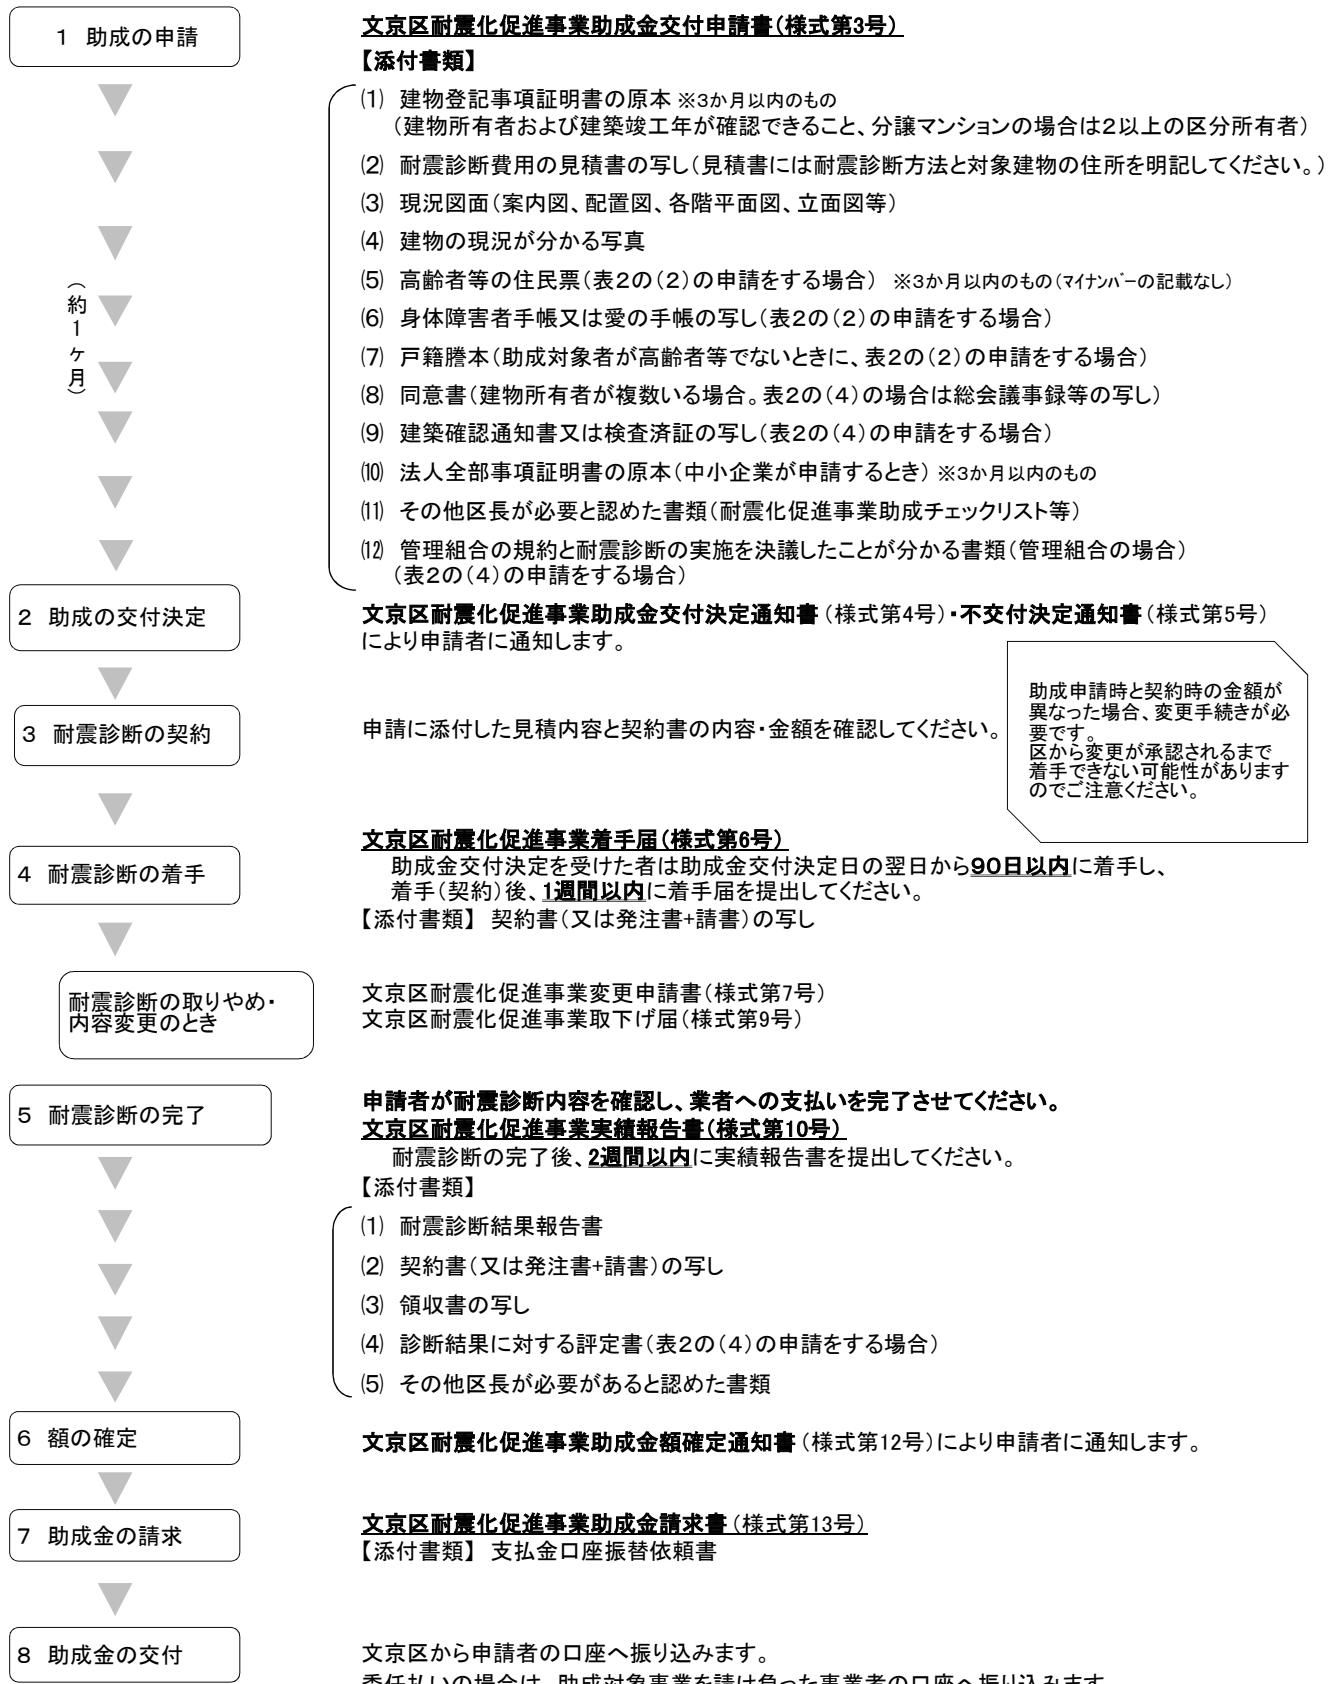 1 助成の申請
文京区耐震化促進事業助成金交付申請書(様式第3号)
【添付書類】
⑴ 建物登記事項証明書の原本 ※3か月以内のもの
(建物所有者および建築竣工年が確認できること、分譲マンションの場合は2以上の区分所有者)
⑵ 耐震診断費用の見積書の写し(見積書には耐震診断方法と対象建物の住所を明記してください。)
⑶ 現況図面(案内図、配置図、各階平面図、立面図等)
⑷ 建物の現況が分かる写真
⑸ 高齢者等の住民票(表2の(2)の申請をする場合) ※3か月以内のもの(マイナンバーの記載なし)
⑹ 身体障害者手帳又は愛の手帳の写し(表2の(2)の申請をする場合)
⑺ 戸籍謄本(助成対象者が高齢者等でないときに、表2の(2)の申請をする場合)
⑻ 同意書(建物所有者が複数いる場合。表2の(4)の場合は総会議事録等の写し)
⑼ 建築確認通知書又は検査済証の写し(表2の(4)の申請をする場合)
⑽ 法人全部事項証明書の原本(中小企業が申請するとき) ※3か月以内のもの
⑾ その他区長が必要と認めた書類(耐震化促進事業助成チェックリスト等)
⑿ 管理組合の規約と耐震診断の実施を決議したことが分かる書類(管理組合の場合)
(表2の(4)の申請をする場合)
(約1ヶ月)
2 助成の交付決定
文京区耐震化促進事業助成金交付決定通知書(様式第4号)・不交付決定通知書(様式第5号)
により申請者に通知します。
3 耐震診断の契約
申請に添付した見積内容と契約書の内容・金額を確認してください。
助成申請時と契約時の金額が
異なった場合、変更手続きが必
要です。
区から変更が承認されるまで
着手できない可能性があります
のでご注意ください。
4 耐震診断の着手
文京区耐震化促進事業着手届(様式第6号)
助成金交付決定を受けた者は助成金交付決定日の翌日から90日以内に着手し、
着手(契約)後、1週間以内に着手届を提出してください。
【添付書類】 契約書(又は発注書+請書)の写し
耐震診断の取りやめ・
内容変更のとき
文京区耐震化促進事業変更申請書(様式第7号)
文京区耐震化促進事業取下げ届(様式第9号)
5 耐震診断の完了
申請者が耐震診断内容を確認し、業者への支払いを完了させてください。
文京区耐震化促進事業実績報告書(様式第10号)
耐震診断の完了後、2週間以内に実績報告書を提出してください。
【添付書類】
⑴ 耐震診断結果報告書
⑵ 契約書(又は発注書+請書)の写し
⑶ 領収書の写し
⑷ 診断結果に対する評定書(表2の(4)の申請をする場合)
⑸ その他区長が必要があると認めた書類
6 額の確定
文京区耐震化促進事業助成金額確定通知書(様式第12号)により申請者に通知します。
7 助成金の請求
文京区耐震化促進事業助成金請求書(様式第13号)
【添付書類】 支払金口座振替依頼書
8 助成金の交付
文京区から申請者の口座へ振り込みます。
委任払いの場合は、助成対象事業を請け負った事業者の口座へ振り込みます